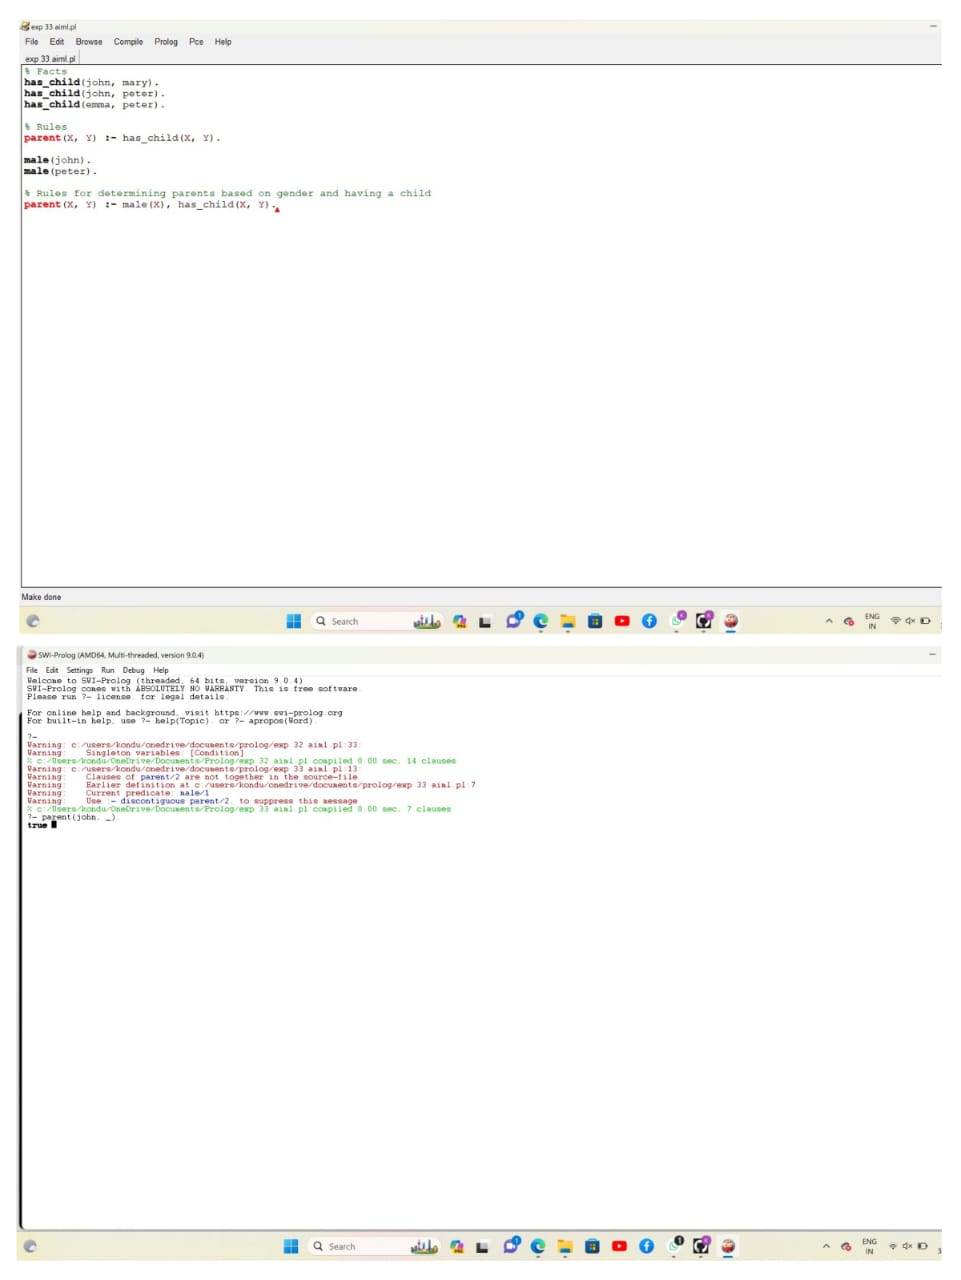 exp 33 aiml.pl
File Edit Browse Compile Prolog Pce Help
exp 33 aiml.pl
% Facts
has_child(john, mary).
has_child(john, peter).
has_child(emma, peter).
% Rules
parent(X, Y) :- has_child(X, Y).
male(john).
male(peter).
% Rules for determining parents based on gender and having a child
parent(X, Y) :- male(X), has_child(X, Y).
Make done
Search
ENG
IN
SWI-Prolog (AMD64, Multi-threaded, version 9.0.4)
File Edit Settings Run Debug Help
Welcome to SWI-Prolog (threaded, 64 bits, version 9.0.4)
SWI-Prolog comes with ABSOLUTELY NO WARRANTY. This is free software.
Please run ?- license. for legal details.
For online help and background, visit https://www.swi-prolog.org
For built-in help, use ?- help(Topic). or ?- apropos(Word).
?-
Warning: c:/users/kondu/onedrive/documents/prolog/exp 32 aiml.pl:33:
Warning:    Singleton variables: [Condition]
% c:/Users/kondu/OneDrive/Documents/Prolog/exp 32 aiml.pl compiled 0.00 sec, 14 clauses
Warning: c:/users/kondu/onedrive/documents/prolog/exp 33 aiml.pl:13:
Warning:    Clauses of parent/2 are not together in the source-file
Warning:    Earlier definition at c:/users/kondu/onedrive/documents/prolog/exp 33 aiml.pl:7
Warning:    Current predicate: male/1
Warning:    Use :- discontiguous parent/2. to suppress this message
% c:/Users/kondu/OneDrive/Documents/Prolog/exp 33 aiml.pl compiled 0.00 sec, 7 clauses
?- parent(john, _).
true
Search
ENG
IN